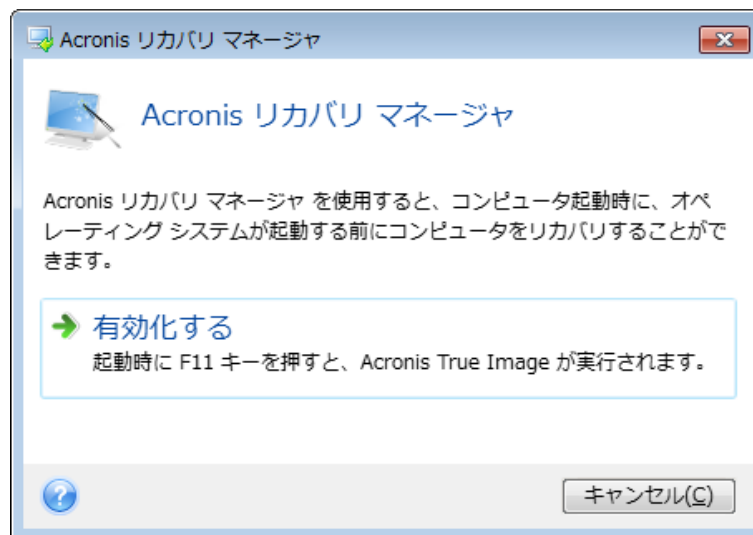 Acronis リカバリ マネージャ
Acronis リカバリ マネージャ
Acronis リカバリ マネージャ を使用すると、コンピュータ起動時に、オペ
レーティング システムが起動する前にコンピュータをリカバリすることがで
きます。
有効化する
起動時に F11 キーを押すと、Acronis True Image が実行されます。
キャンセル(C)